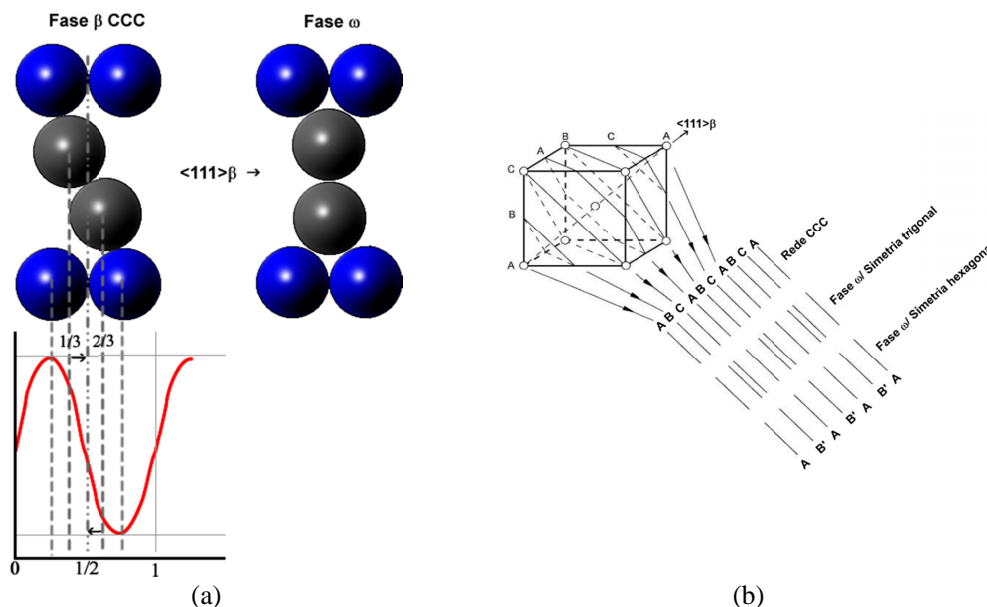 Fase β CCC
Fase ω
<111>β →
1/3
2/3
0
1/2
1
(a)
<111>β
B
C
A
A
C
B
A
A B C A B C A B C A
Rede CCC
Fase ω/ Simetria trigonal
Fase ω/ Simetria hexagonal
A B' A B' A B' A
(b)